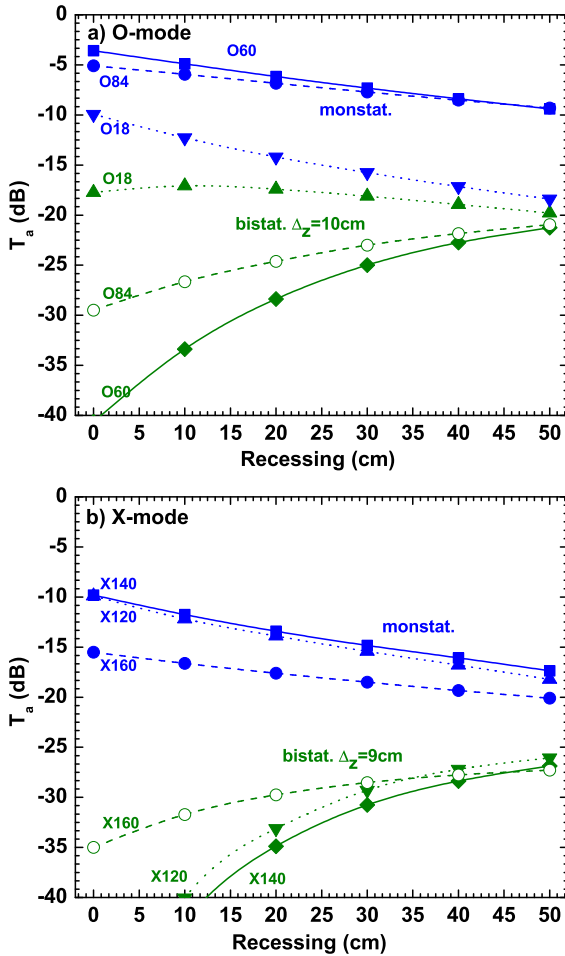 a) O-mode
0
-5
-10
-15
-20
-25
-30
-35
-40
T a (dB)
O60
O84
monstat.
O18
O18
bistat. Δz=10cm
O84
O60
0 5 10 15 20 25 30 35 40 45 50
Recessing (cm)
b) X-mode
0
-5
-10
-15
-20
-25
-30
-35
-40
T a (dB)
X140
X120
monstat.
X160
bistat. Δz=9cm
X160
X120
X140
0 5 10 15 20 25 30 35 40 45 50
Recessing (cm)